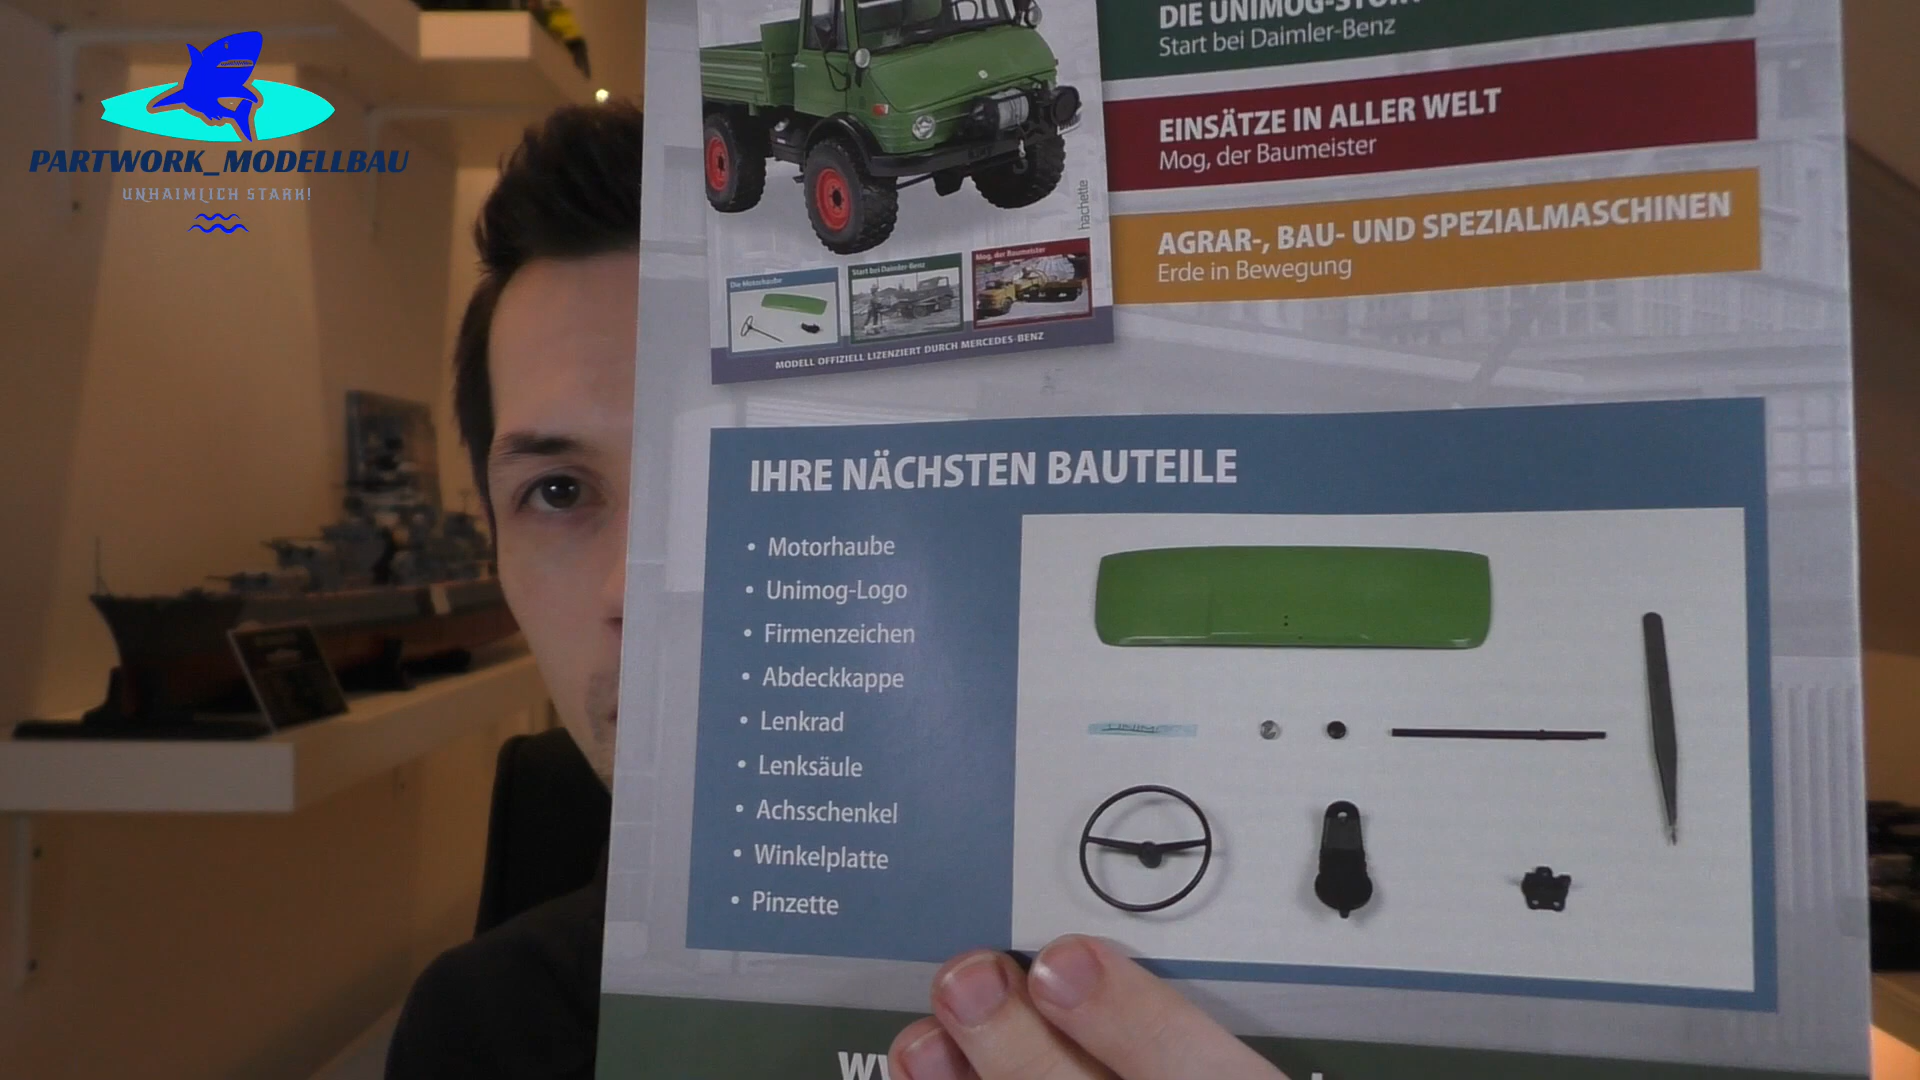 PARTWORK_MODELLBAU
UNHAIMLICH STARK!
DIE UNIMOG-STORY
Start bei Daimler-Benz
EINSÄTZE IN ALLER WELT
Mog, der Baumeister
AGRAR-, BAU- UND SPEZIALMASCHINEN
Erde in Bewegung
hachette
Die Motorhaube
Start bei Daimler-Benz
Mog, der Baumeister
MODELL OFFIZIELL LIZENZIERT DURCH MERCEDES-BENZ
IHRE NÄCHSTEN BAUTEILE
• Motorhaube
• Unimog-Logo
• Firmenzeichen
• Abdeckkappe
• Lenkrad
• Lenksäule
• Achsschenkel
• Winkelplatte
• Pinzette